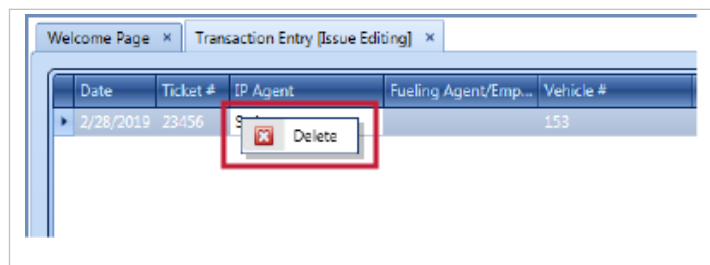 Welcome Page × Transaction Entry [Issue Editing] ×
Date Ticket # IP Agent Fueling Agent/Emp... Vehicle #
2/28/2019 23456 153
Delete